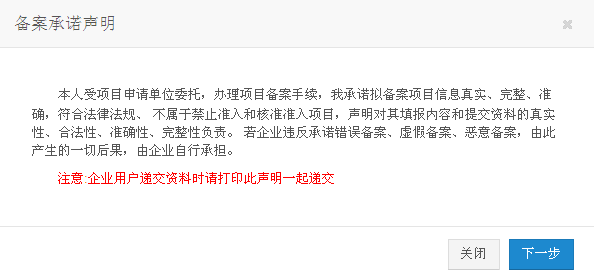 备案承诺声明
×
本人受项目申请单位委托，办理项目备案手续，我承诺拟备案项目信息真实、完整、准
确，符合法律法规、 不属于禁止准入和核准准入项目，声明对其填报内容和提交资料的真实
性、合法性、准确性、完整性负责。 若企业违反承诺错误备案、虚假备案、恶意备案，由此
产生的一切后果，由企业自行承担。
注意:企业用户递交资料时请打印此声明一起递交
关闭 下一步